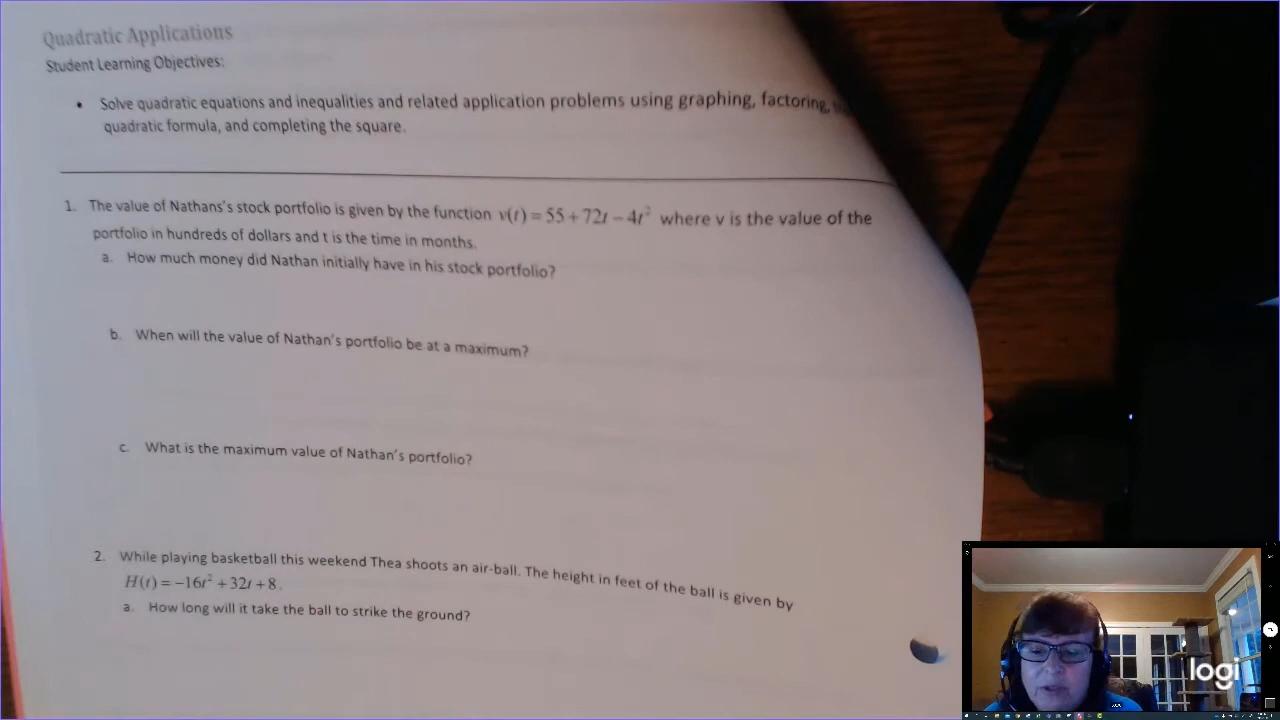 Quadratic Applications
Student Learning Objectives:
• Solve quadratic equations and inequalities and related application problems using graphing, factoring,
quadratic formula, and completing the square.
1. The value of Nathans's stock portfolio is given by the function v(t) = 55 + 72t − 4t² where v is the value of the
portfolio in hundreds of dollars and t is the time in months.
a. How much money did Nathan initially have in his stock portfolio?
b. When will the value of Nathan's portfolio be at a maximum?
c. What is the maximum value of Nathan's portfolio?
2. While playing basketball this weekend Thea shoots an air-ball. The height in feet of the ball is given by
H(t) = −16t² + 32t + 8.
a. How long will it take the ball to strike the ground?
logi